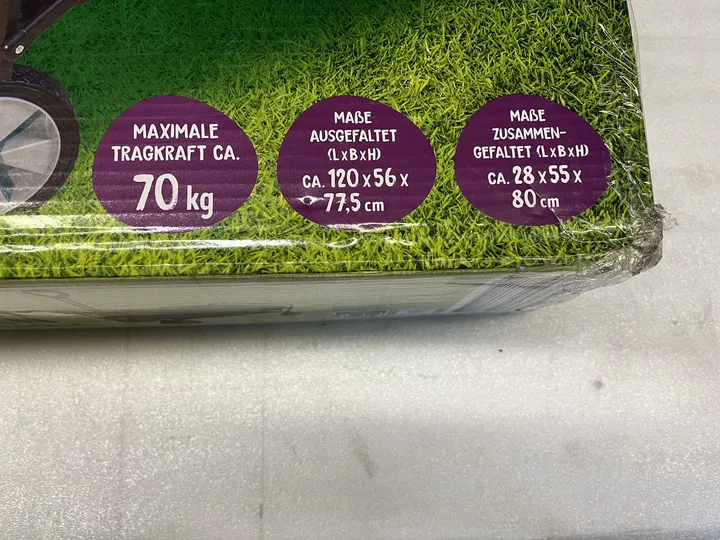 MAXIMALE
TRAGKRAFT CA.
70 kg
MAẞE
AUSGEFALTET
(LxBxH)
CA. 120 x 56 x
77,5 cm
MAẞE
ZUSAMMEN-
GEFALTET (LxBxH)
CA. 28 x 55 x
80 cm